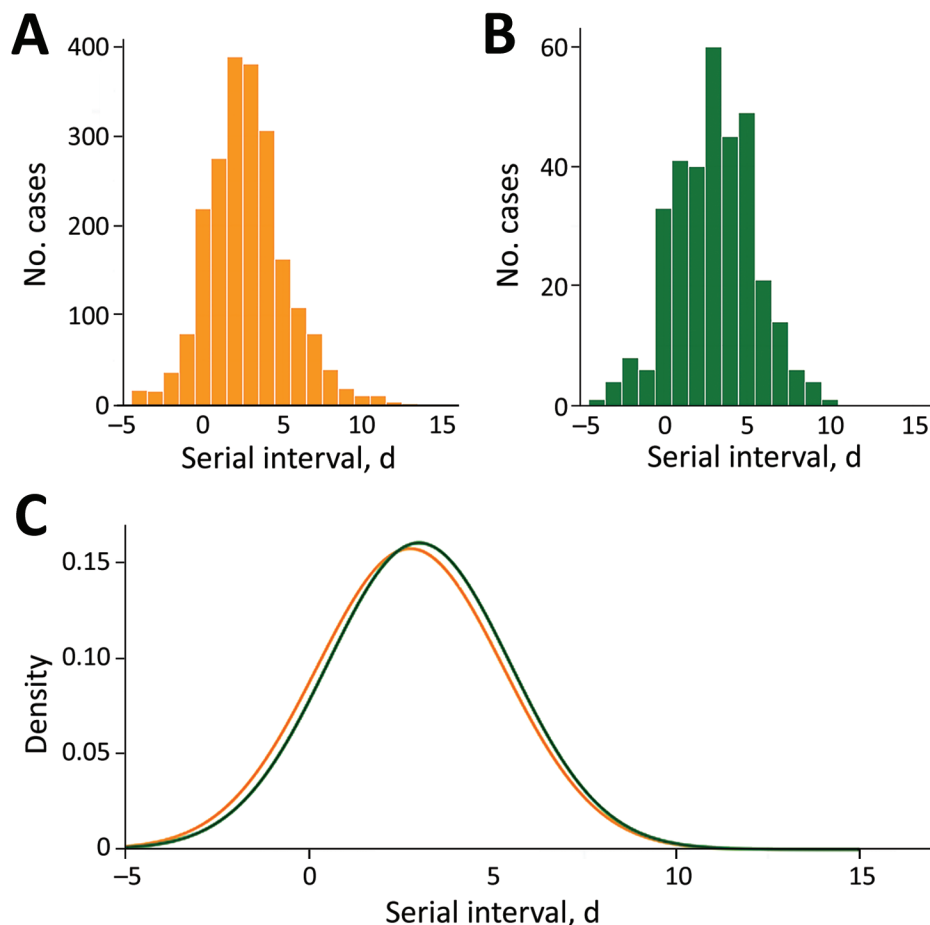 A
400
300
200
100
0
No. cases
–5 0 5 10 15
Serial interval, d
B
60
40
20
0
No. cases
–5 0 5 10 15
Serial interval, d
C
0.15
0.10
0.05
0
Density
–5 0 5 10 15
Serial interval, d